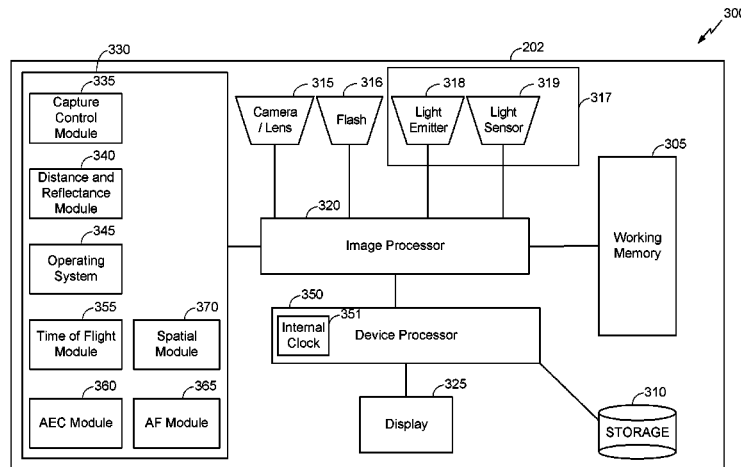 300
202
330
335
Capture
Control
Module
340
Distance and
Reflectance Module
345
Operating
System
355
Time of Flight
Module
370
Spatial
Module
360
AEC Module
365
AF Module
315
Camera
/ Lens
316
Flash
318
Light
Emitter
319
Light
Sensor
317
320
Image Processor
305
Working
Memory
350
351
Internal
Clock
Device Processor
325
Display
310
STORAGE